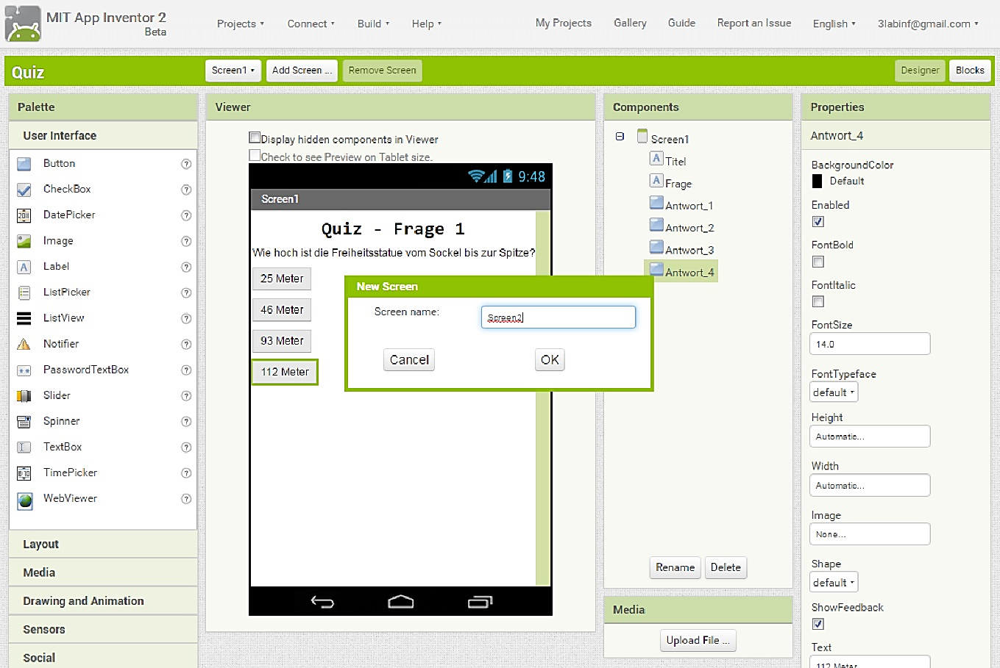 MIT App Inventor 2
Beta
Projects Connect Build Help My Projects Gallery Guide Report an Issue English 3labinf@gmail.com
Quiz Screen1 Add Screen ... Remove Screen Designer Blocks
Palette
User Interface
Button ?
CheckBox ?
DatePicker ?
Image ?
Label ?
ListPicker ?
ListView ?
Notifier ?
PasswordTextBox ?
Slider ?
Spinner ?
TextBox ?
TimePicker ?
WebViewer ?
Layout
Media
Drawing and Animation
Sensors
Social
Viewer
Display hidden components in Viewer
Check to see Preview on Tablet size.
9:48
Screen1
Quiz - Frage 1
Wie hoch ist die Freiheitsstatue vom Sockel bis zur Spitze?
25 Meter
46 Meter
93 Meter
112 Meter
New Screen
Screen name: Screen2
Cancel OK
Components
Screen1
A Titel
A Frage
Antwort_1
Antwort_2
Antwort_3
Antwort_4
Rename Delete
Media
Upload File ...
Properties
Antwort_4
BackgroundColor
Default
Enabled
FontBold
FontItalic
FontSize
14.0
FontTypeface
default
Height
Automatic...
Width
Automatic...
Image
None...
Shape
default
ShowFeedback
Text
112 Meter